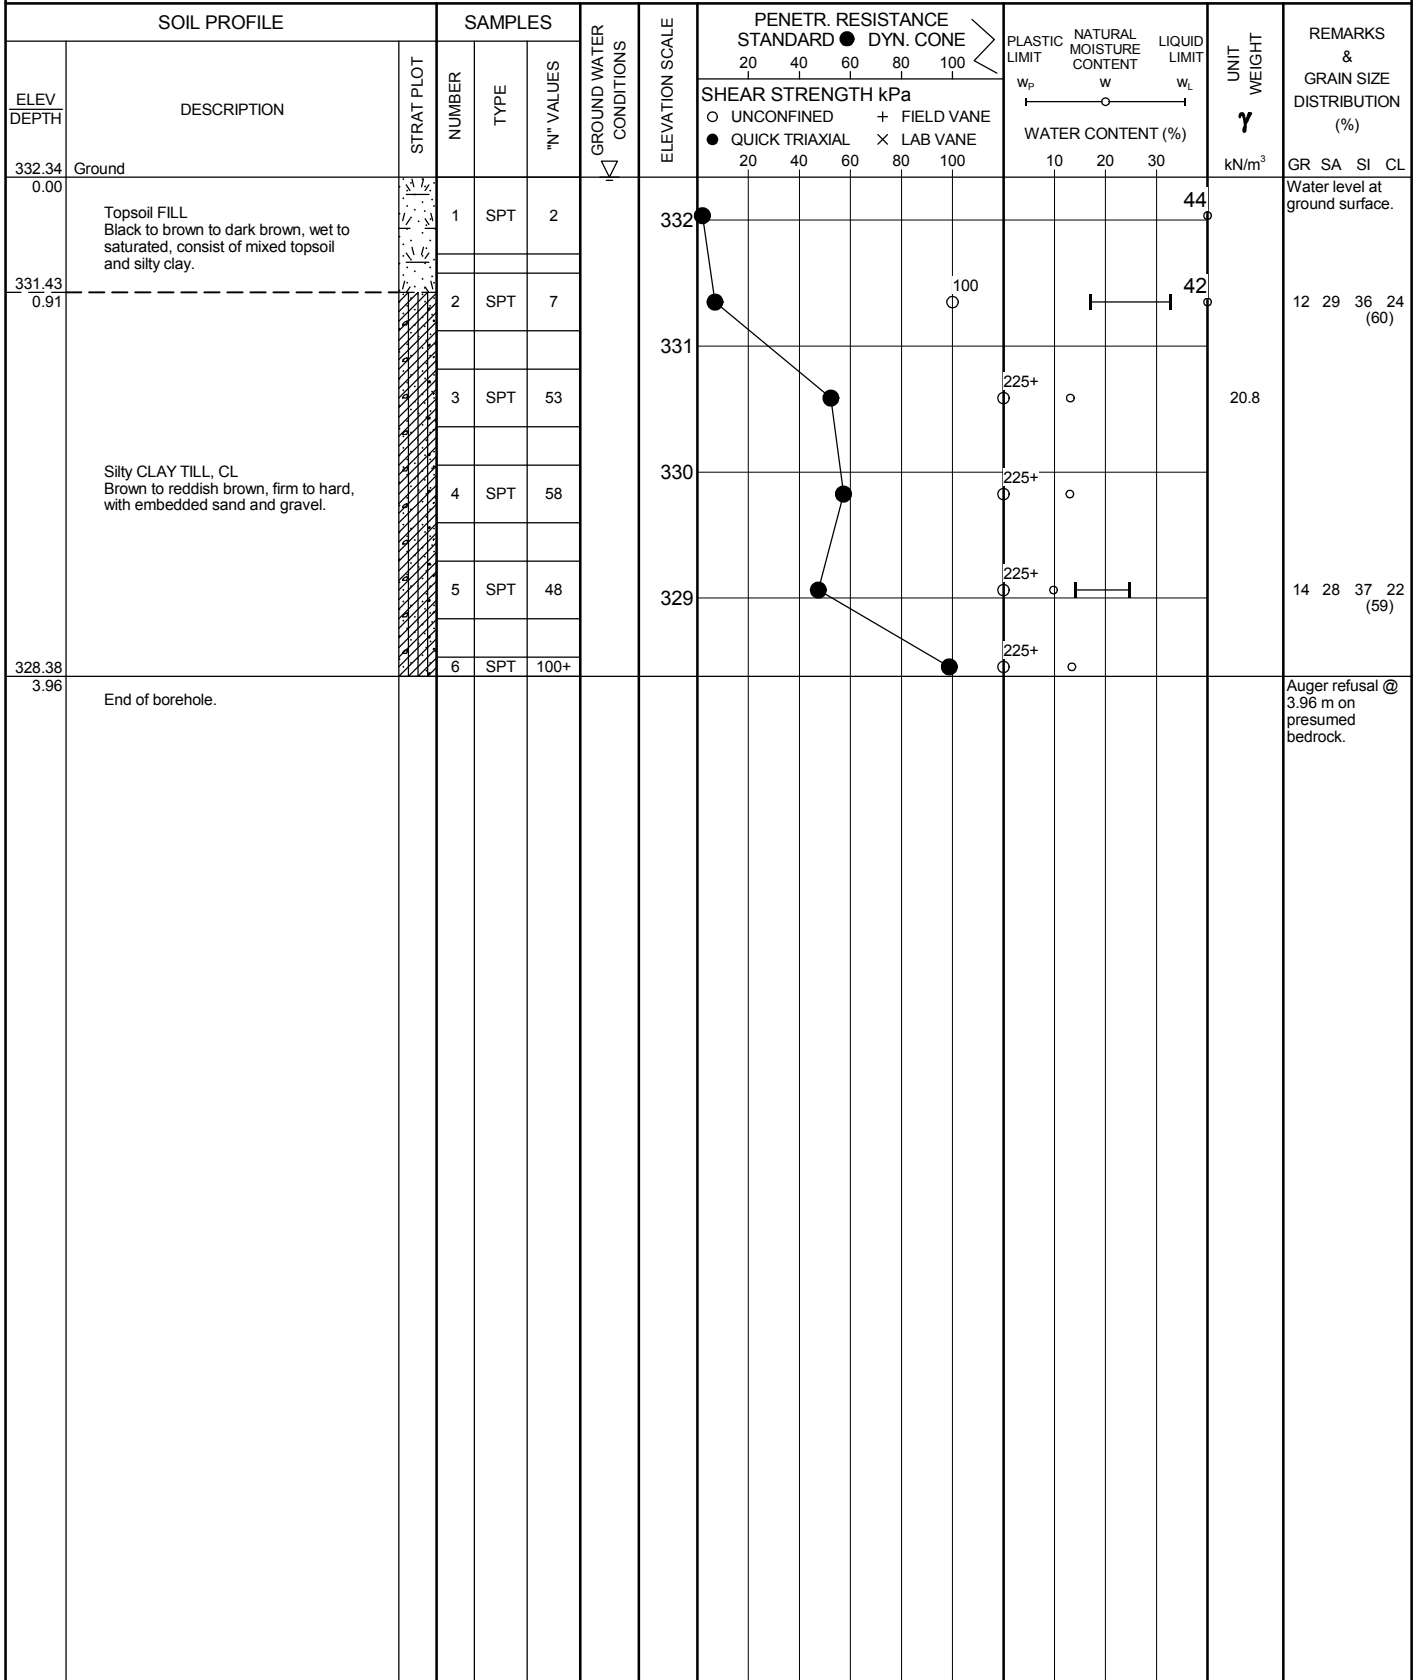 SOIL PROFILE
SAMPLES
GROUND WATER
CONDITIONS
ELEVATION SCALE
PENETR. RESISTANCE
STANDARD ● DYN. CONE
20 40 60 80 100
SHEAR STRENGTH kPa
○ UNCONFINED + FIELD VANE
● QUICK TRIAXIAL × LAB VANE
20 40 60 80 100
PLASTIC
LIMIT
NATURAL
MOISTURE
CONTENT
LIQUID
LIMIT
WP W WL
WATER CONTENT (%)
10 20 30
UNIT
WEIGHT
γ
kN/m³
REMARKS
&
GRAIN SIZE
DISTRIBUTION
(%)
GR SA SI CL
ELEV
DEPTH
DESCRIPTION
STRAT PLOT
NUMBER
TYPE
"N" VALUES
332.34 Ground
0.00
Topsoil FILL
Black to brown to dark brown, wet to
saturated, consist of mixed topsoil
and silty clay.
1 SPT 2
332
44
Water level at
ground surface.
331.43
0.91
2 SPT 7
100
42
12 29 36 24
(60)
331
3 SPT 53
225+
20.8
Silty CLAY TILL, CL
Brown to reddish brown, firm to hard,
with embedded sand and gravel.
330
4 SPT 58
225+
5 SPT 48
329
225+
14 28 37 22
(59)
328.38
6 SPT 100+
225+
3.96
End of borehole.
Auger refusal @
3.96 m on
presumed
bedrock.